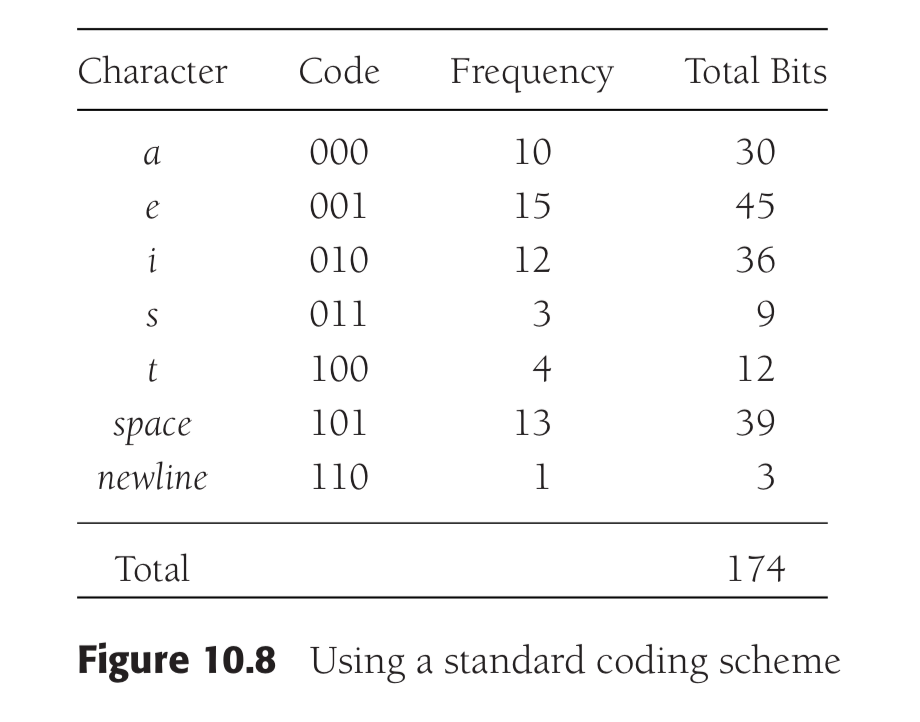 Character Code Frequency Total Bits
a 000 10 30
e 001 15 45
i 010 12 36
s 011 3 9
t 100 4 12
space 101 13 39
newline 110 1 3
Total 174
Figure 10.8 Using a standard coding scheme